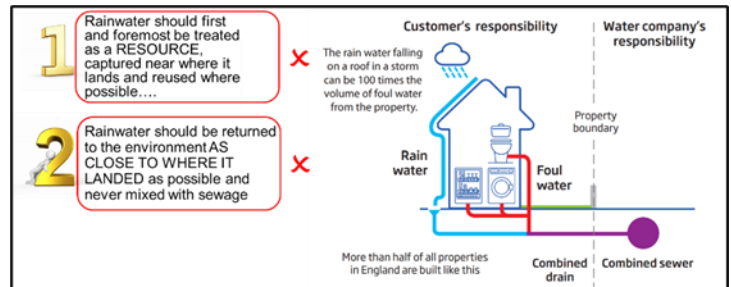 1
Rainwater should first
and foremost be treated
as a RESOURCE,
captured near where it
lands and reused where
possible….
2
Rainwater should be returned
to the environment AS
CLOSE TO WHERE IT
LANDED as possible and
never mixed with sewage
Customer's responsibility
Water company's
responsibility
The rain water falling
on a roof in a storm
can be 100 times the
volume of foul water
from the property.
Property
boundary
Rain
water
Foul
water
More than half of all properties
in England are built like this
Combined
drain
Combined sewer